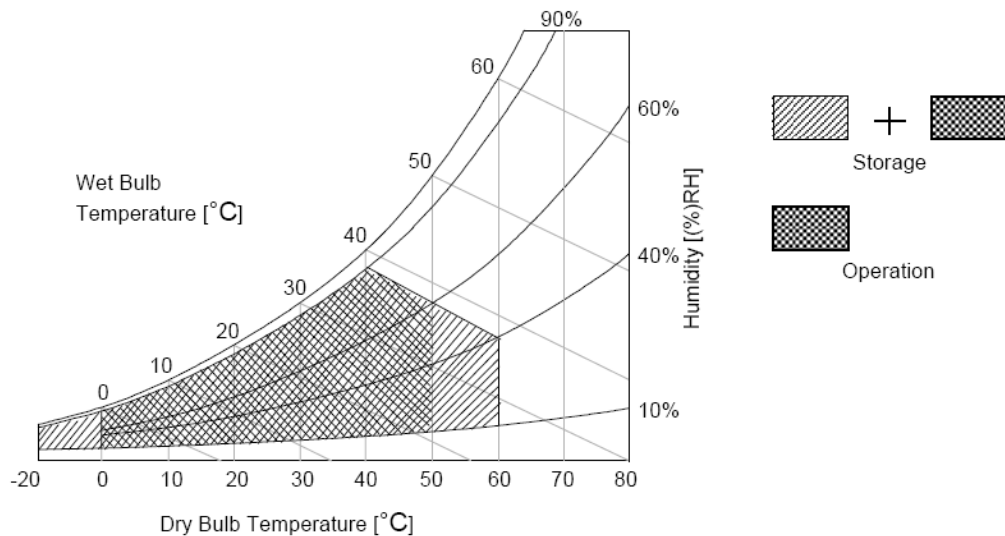 90%
60
60%
50
Wet Bulb
Temperature [°C]
40
40%
30
20
10
0
10%
Humidity [(%)RH]
-20 0 10 20 30 40 50 60 70 80
Dry Bulb Temperature [°C]
+
Storage
Operation